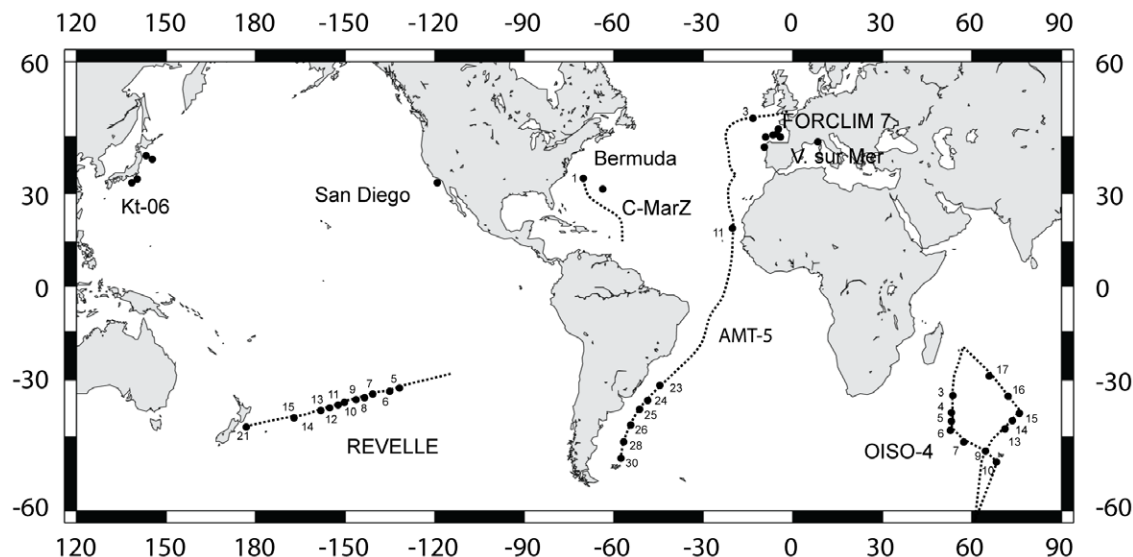 120 150 180 -150 -120 -90 -60 -30 0 30 60 90
60 60
3
FORCLIM 7
Bermuda V. sur Mer
1
San Diego 30 30
Kt-06 C-MarZ
11
0 0
AMT-5
-30 -30
17
5 23 3 16
13 11 9 7 24
15 6 4 15
12 10 8 25 5 14
14 26 6 13
21 REVELLE 28 OISO-4 7 9
30 10
-60 -60
120 150 180 -150 -120 -90 -60 -30 0 30 60 90